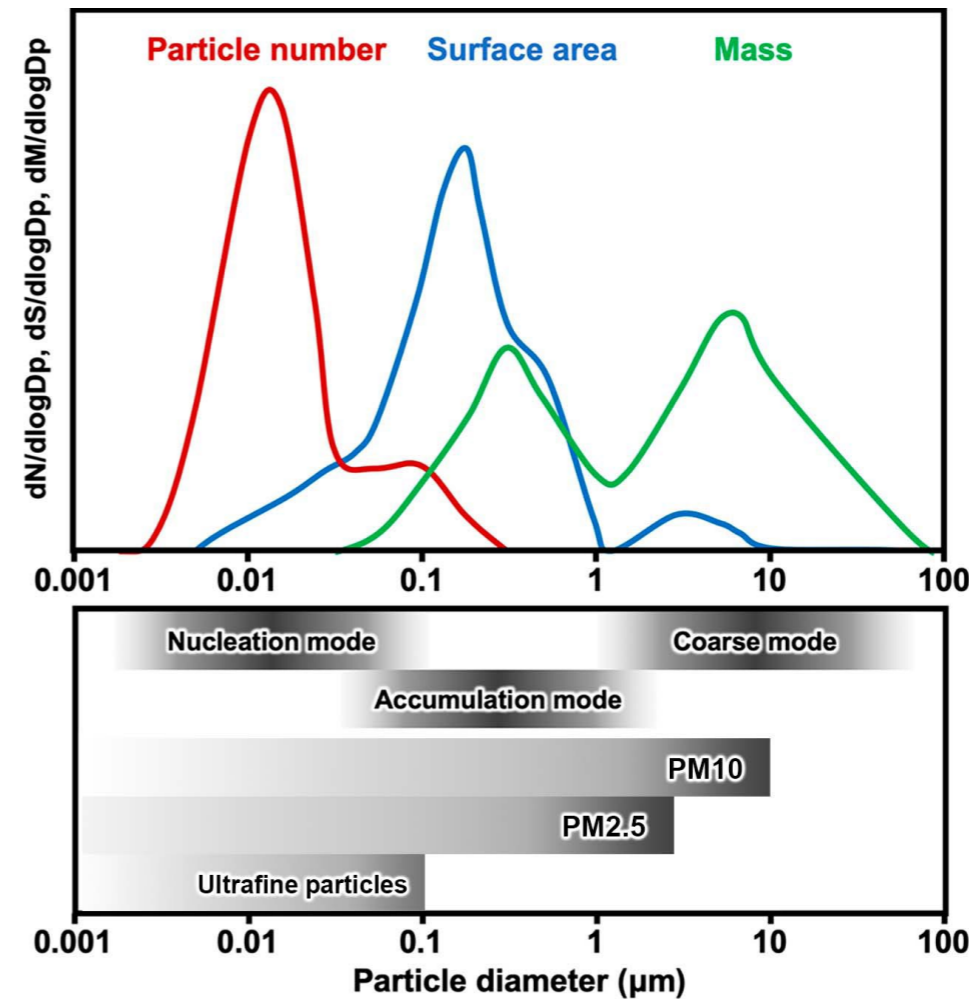 Particle number Surface area Mass
dN/dlogDp, dS/dlogDp, dM/dlogDp
0.001 0.01 0.1 1 10 100
Nucleation mode Coarse mode
Accumulation mode
PM10
PM2.5
Ultrafine particles
0.001 0.01 0.1 1 10 100
Particle diameter (μm)